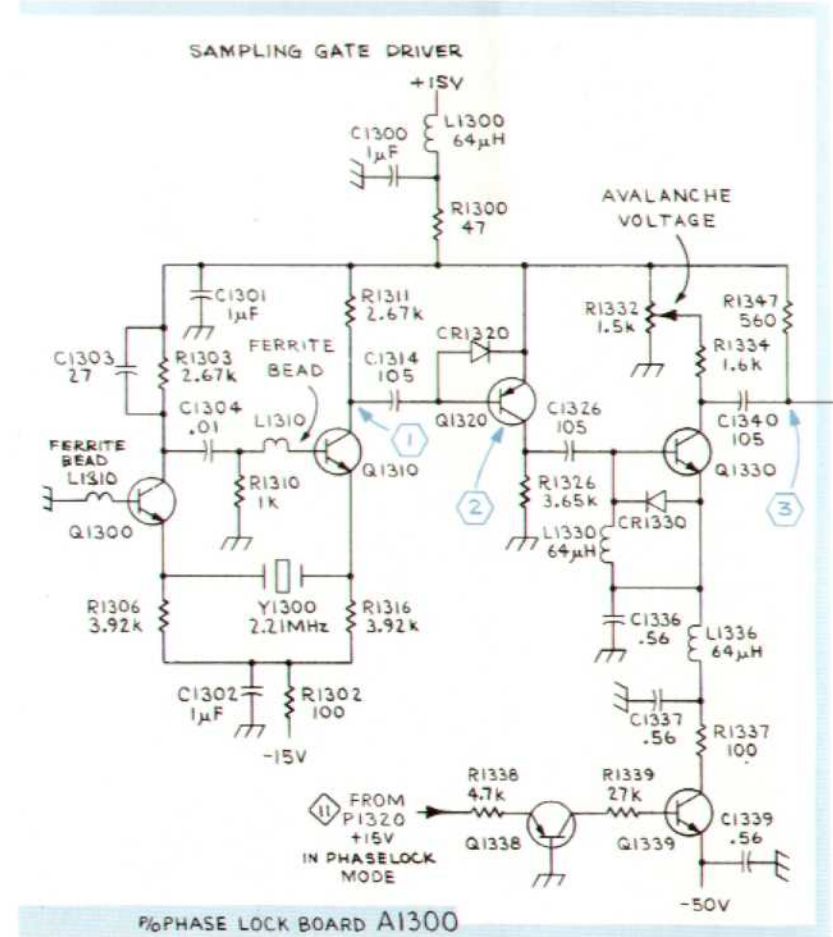 SAMPLING GATE DRIVER
+15V
C1300
1µF
L1300
64µH
R1300
47
AVALANCHE
VOLTAGE
C1301
1µF
R1311
2.67k
R1332
1.5k
R1347
560
C1303
27
R1303
2.67k
FERRITE
BEAD
C1314
105
CR1320
R1334
1.6k
C1304
.01
L1310
1
Q1320
C1326
105
C1340
105
FERRITE
BEAD
L1310
R1310
1k
Q1310
2
R1326
3.65k
Q1330
3
Q1300
CR1330
L1330
64µH
R1306
3.92k
Y1300
2.21MHz
R1316
3.92k
C1336
.56
L1336
64µH
C1302
1µF
R1302
100
-15V
C1337
.56
R1337
100
11 FROM
P1320
+15V
IN PHASELOCK
MODE
R1338
4.7k
Q1338
R1339
27k
Q1339
C1339
.56
-50V
P/O PHASE LOCK BOARD A1300